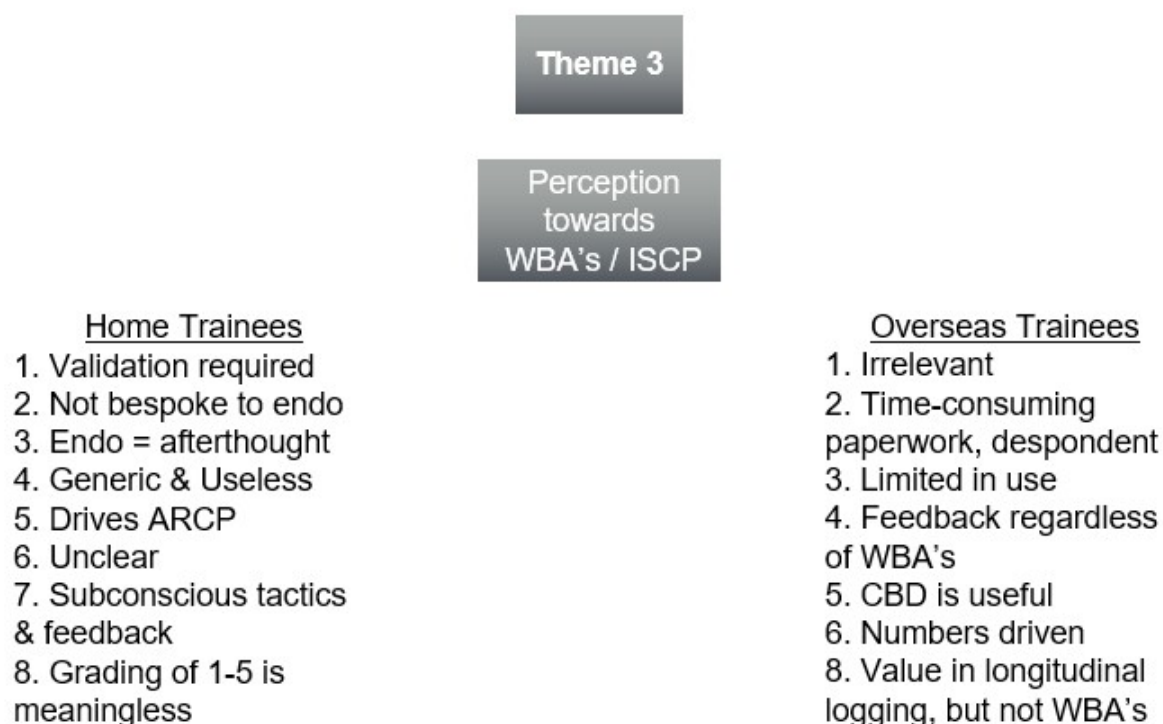 Theme 3
Perception
towards
WBA's / ISCP
Home Trainees
1. Validation required
2. Not bespoke to endo
3. Endo = afterthought
4. Generic & Useless
5. Drives ARCP
6. Unclear
7. Subconscious tactics
& feedback
8. Grading of 1-5 is
meaningless
Overseas Trainees
1. Irrelevant
2. Time-consuming
paperwork, despondent
3. Limited in use
4. Feedback regardless
of WBA's
5. CBD is useful
6. Numbers driven
8. Value in longitudinal
logging, but not WBA's